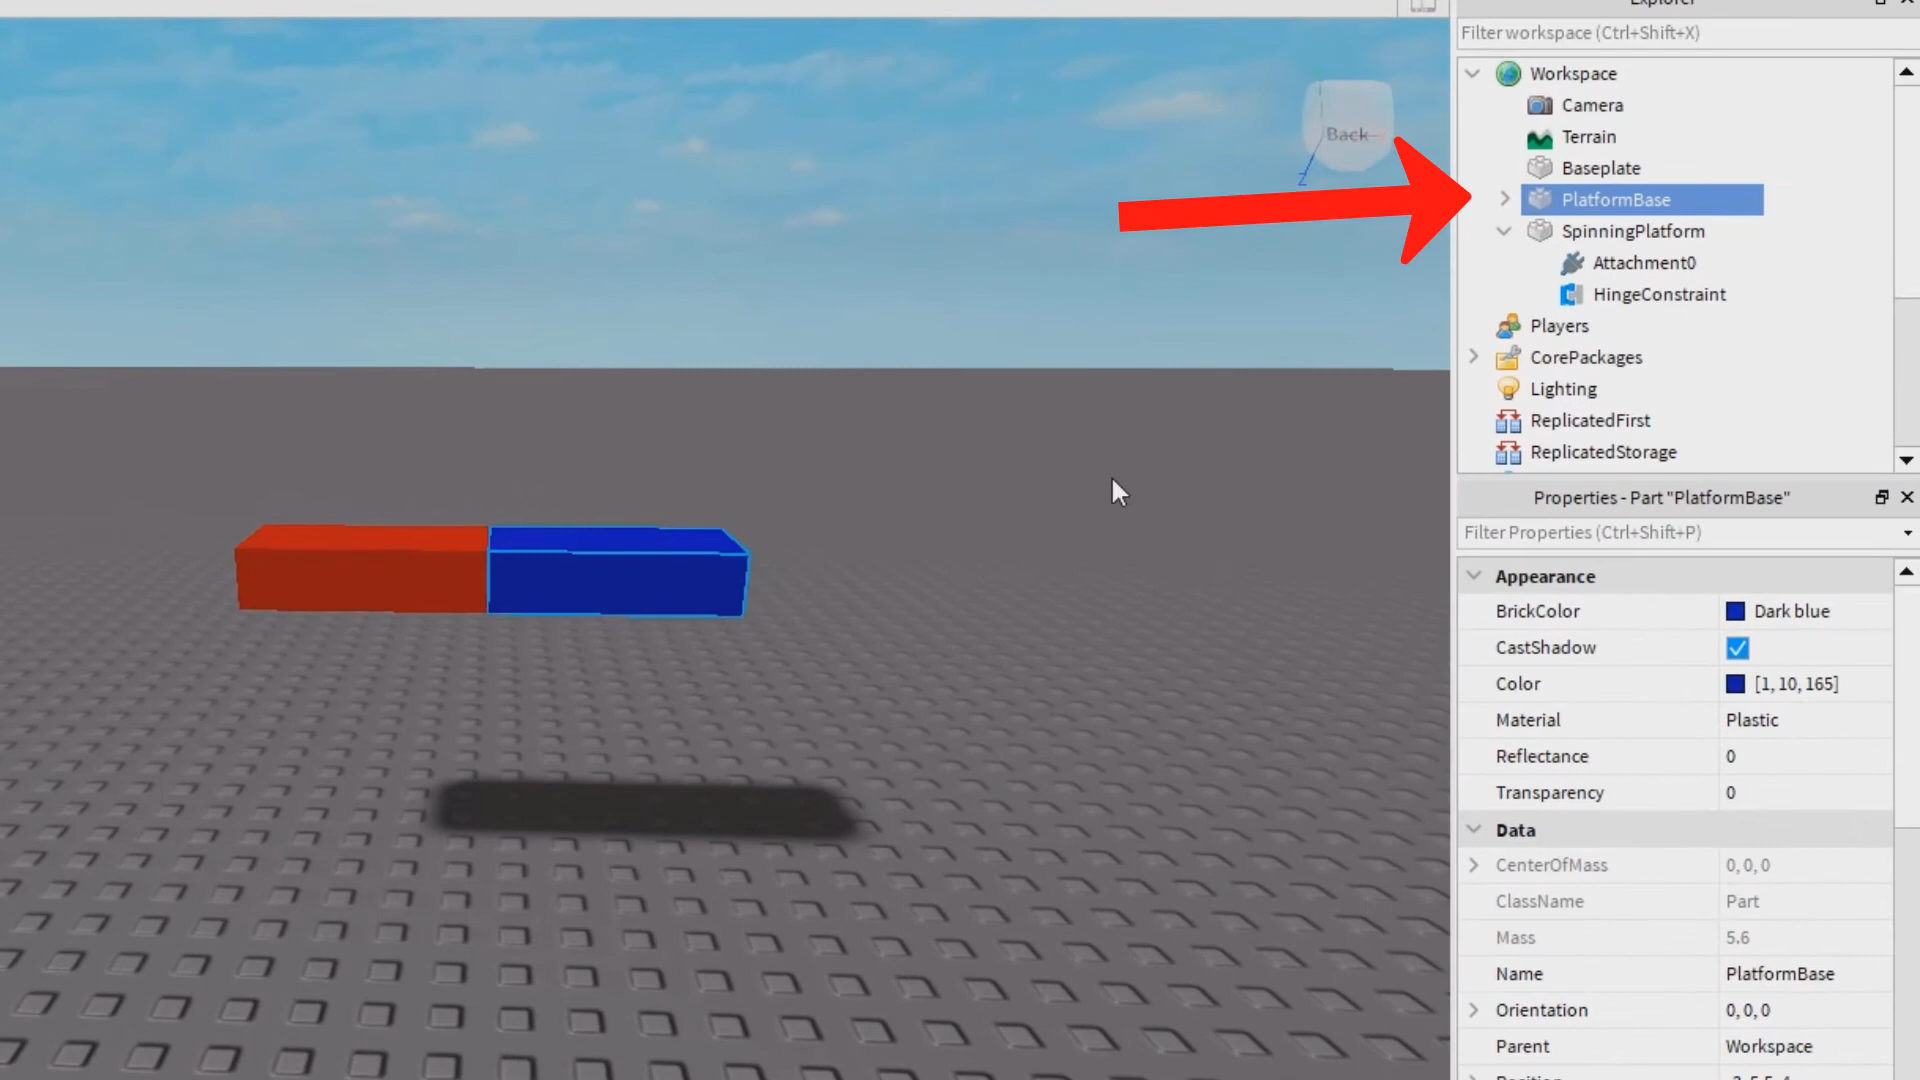 Explorer
Filter workspace (Ctrl+Shift+X)
Workspace
Camera
Terrain
Baseplate
PlatformBase
SpinningPlatform
Attachment0
HingeConstraint
Players
CorePackages
Lighting
ReplicatedFirst
ReplicatedStorage
Back
Z
Properties - Part "PlatformBase"
Filter Properties (Ctrl+Shift+P)
Appearance
BrickColor Dark blue
CastShadow
Color [1, 10, 165]
Material Plastic
Reflectance 0
Transparency 0
Data
CenterOfMass 0, 0, 0
ClassName Part
Mass 5.6
Name PlatformBase
Orientation 0, 0, 0
Parent Workspace